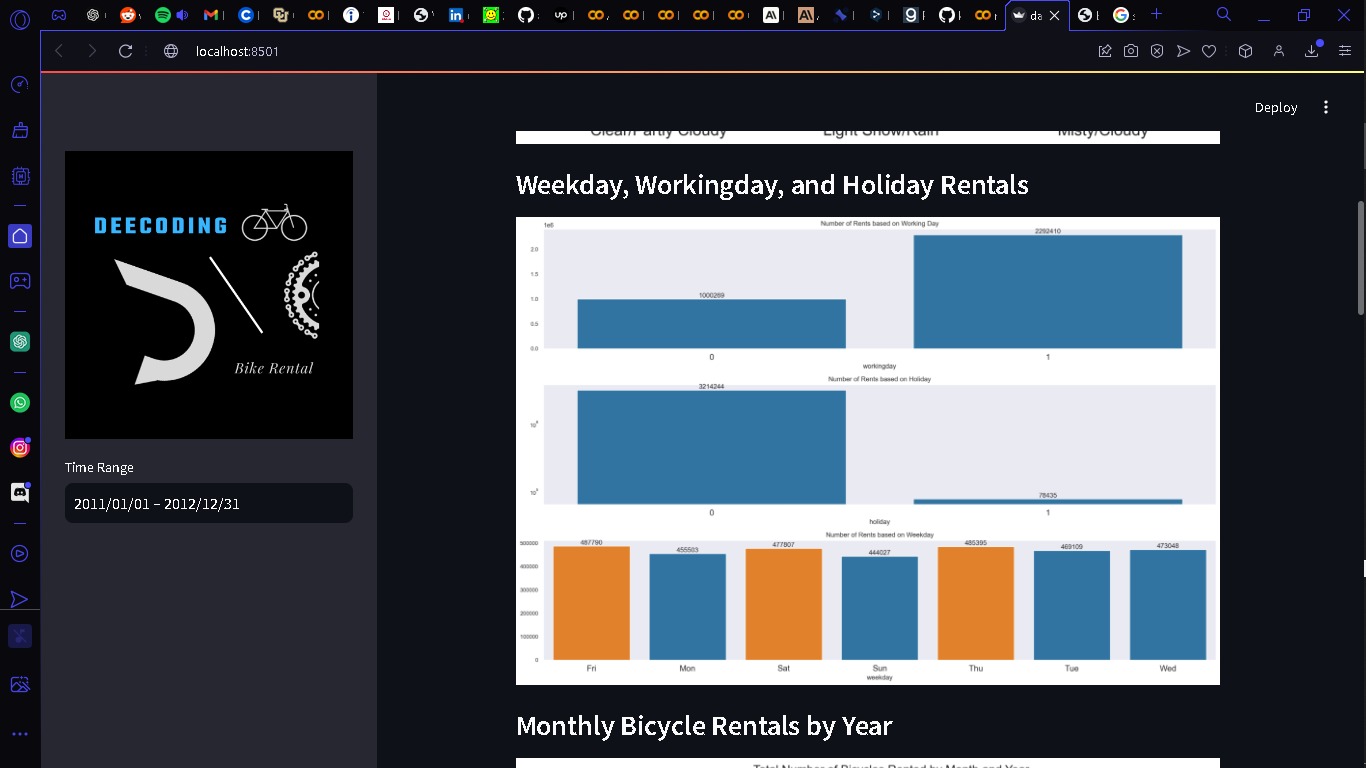 da
localhost:8501
Deploy
DEECODING
Bike Rental
Time Range
2011/01/01 – 2012/12/31
Clear/Partly Cloudy Light Snow/Rain Misty/Cloudy
Weekday, Workingday, and Holiday Rentals
Number of Rents based on Working Day
1e6
2292410
2.0
1.5
1000269
1.0
0.5
0.0
0 1
workingday
Number of Rents based on Holiday
3214244
78435
0 1
holiday
Number of Rents based on Weekday
500000
487790 455503 477807 444027 485395 469109 473048
400000
300000
200000
100000
0
Fri Mon Sat Sun Thu Tue Wed
weekday
Monthly Bicycle Rentals by Year
Total Number of Bicycles Rented by Month and Year